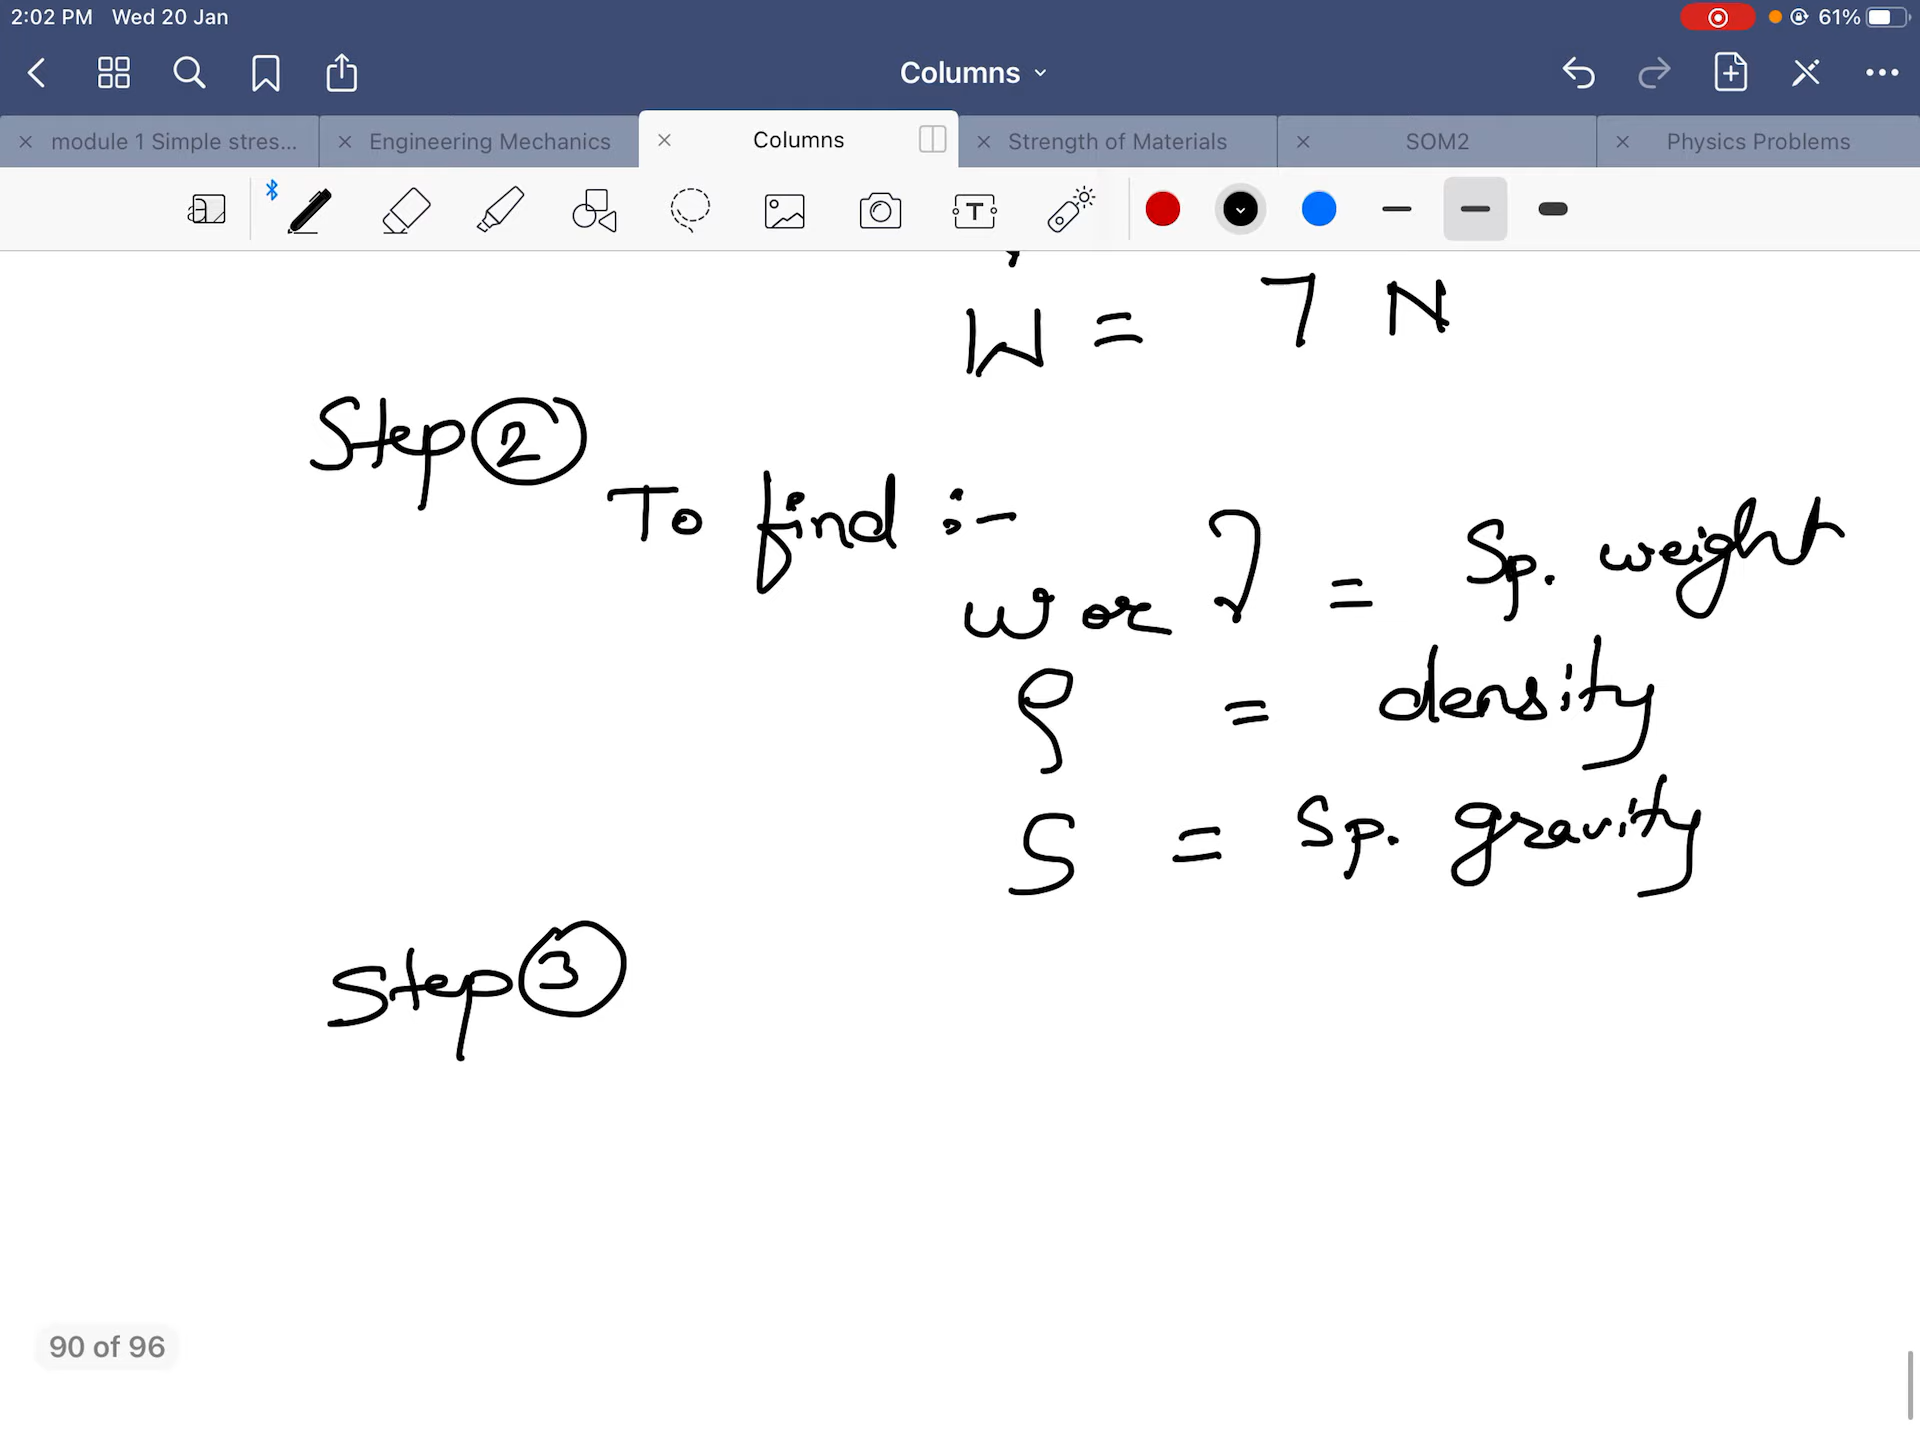 2:02 PM Wed 20 Jan
61%
Columns
module 1 Simple stres...
Engineering Mechanics
Columns
Strength of Materials
SOM2
Physics Problems
W = 7 N
Step 2
To find :-
w or γ = Sp. weight
ρ = density
S = Sp. gravity
Step 3
90 of 96